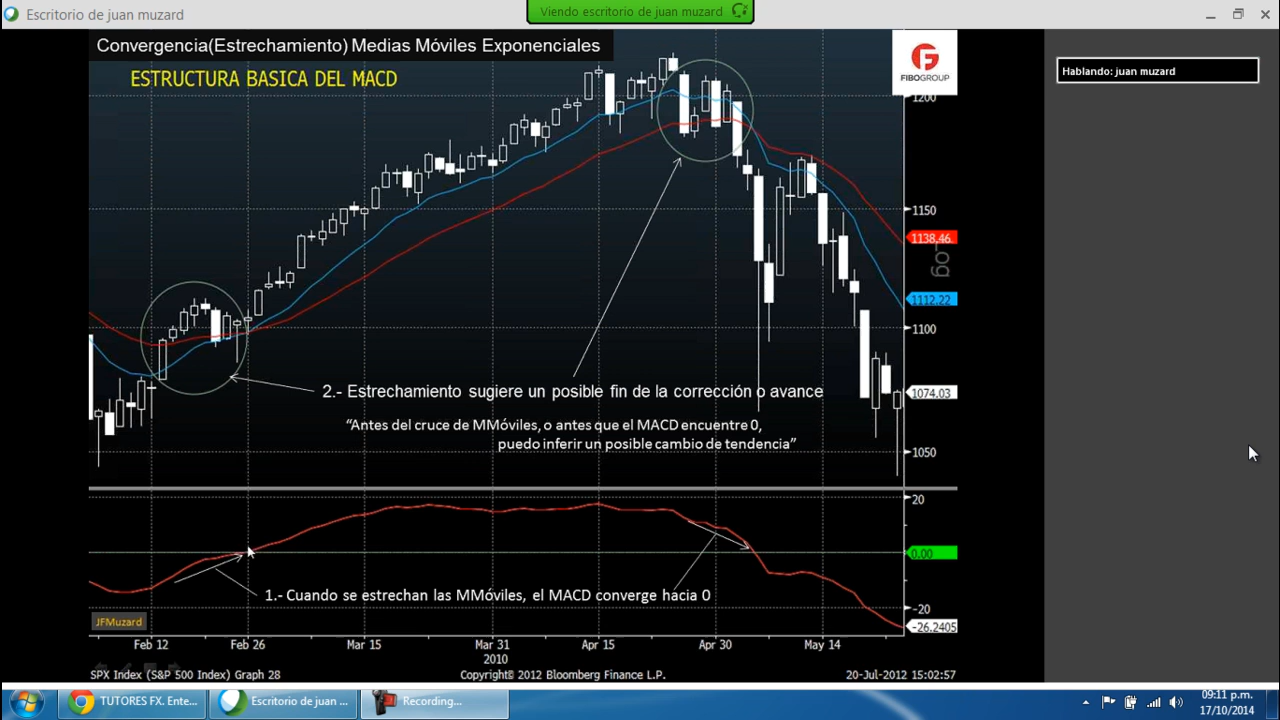 Escritorio de juan muzard
Viendo escritorio de juan muzard
Convergencia(Estrechamiento) Medias Móviles Exponenciales
ESTRUCTURA BASICA DEL MACD
FIBOGROUP
Hablando: juan muzard
1200
1150
1138.46
Log
1112.22
1100
2.- Estrechamiento sugiere un posible fin de la corrección o avance
1074.03
“Antes del cruce de MMóviles, o antes que el MACD encuentre 0,
puedo inferir un posible cambio de tendencia”
1050
20
0.00
1.- Cuando se estrechan las MMóviles, el MACD converge hacia 0
-20
JFMuzard
-26.2405
Feb 12 Feb 26 Mar 15 Mar 31 Apr 15 Apr 30 May 14
2010
SPX Index (S&P 500 Index) Graph 28 Copyright© 2012 Bloomberg Finance L.P. 20-Jul-2012 15:02:57
TUTORES FX. Ente... Escritorio de juan ... Recording...
09:11 p.m.
17/10/2014